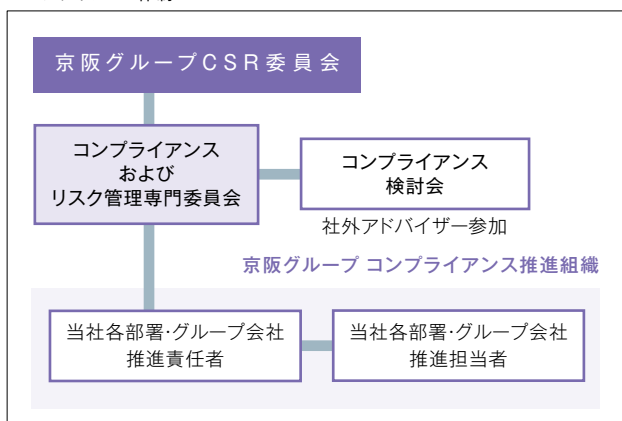 京阪グループCSR委員会
コンプライアンス
および
リスク管理専門委員会
コンプライアンス
検討会
社外アドバイザー参加
京阪グループ コンプライアンス推進組織
当社各部署・グループ会社
推進責任者
当社各部署・グループ会社
推進担当者